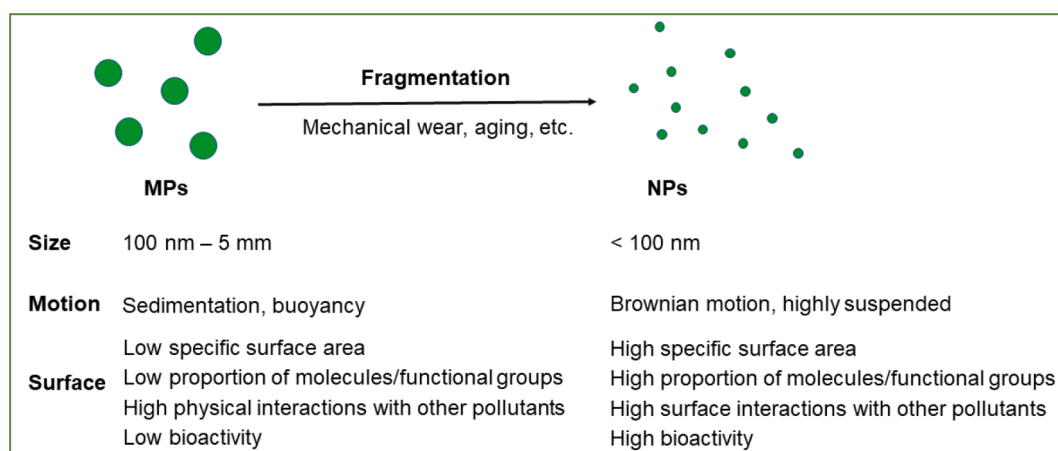 Fragmentation
Mechanical wear, aging, etc.
MPs NPs
Size 100 nm – 5 mm < 100 nm
Motion Sedimentation, buoyancy Brownian motion, highly suspended
Low specific surface area High specific surface area
Surface Low proportion of molecules/functional groups High proportion of molecules/functional groups
High physical interactions with other pollutants High surface interactions with other pollutants
Low bioactivity High bioactivity